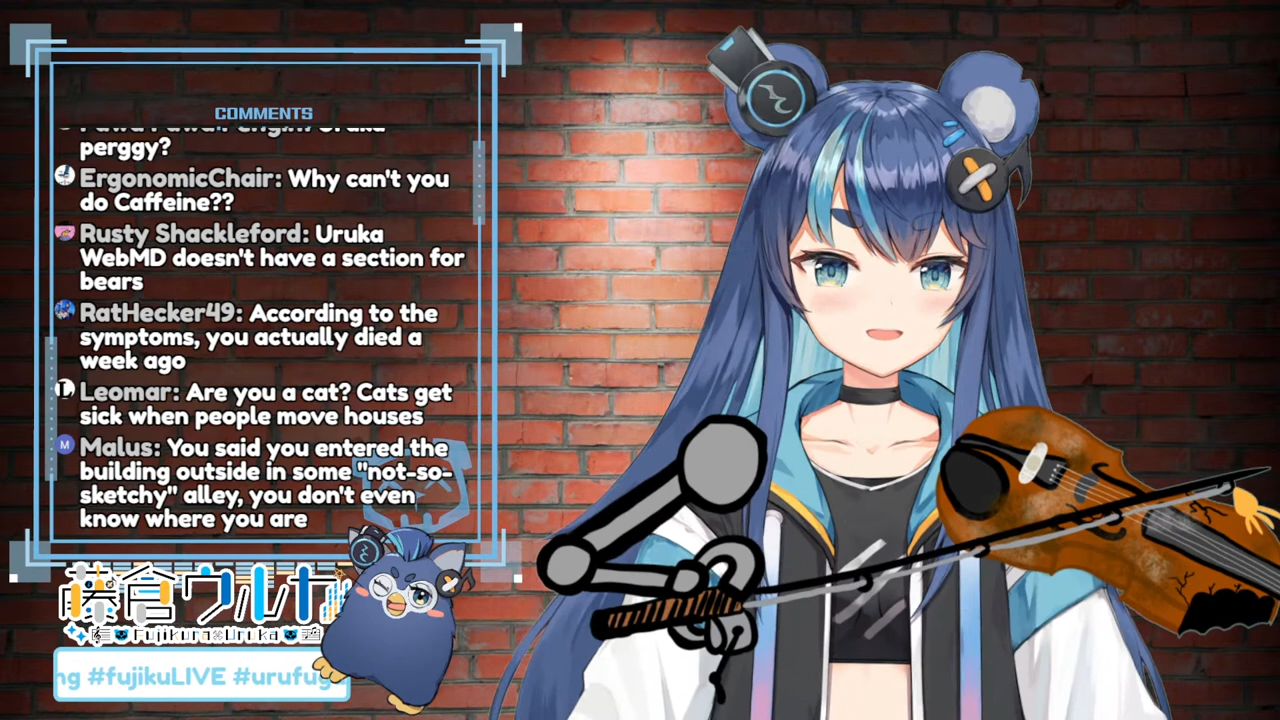 COMMENTS
perggy?
ErgonomicChair: Why can't you
do Caffeine??
Rusty Shackleford: Uruka
WebMD doesn't have a section for
bears
RatHecker49: According to the
symptoms, you actually died a
week ago
Leomar: Are you a cat? Cats get
sick when people move houses
M Malus: You said you entered the
building outside in some "not-so-
sketchy" alley, you don't even
know where you are
藤倉ウルカ
Fujikura Uruka
ng #fujikuLIVE #urufug